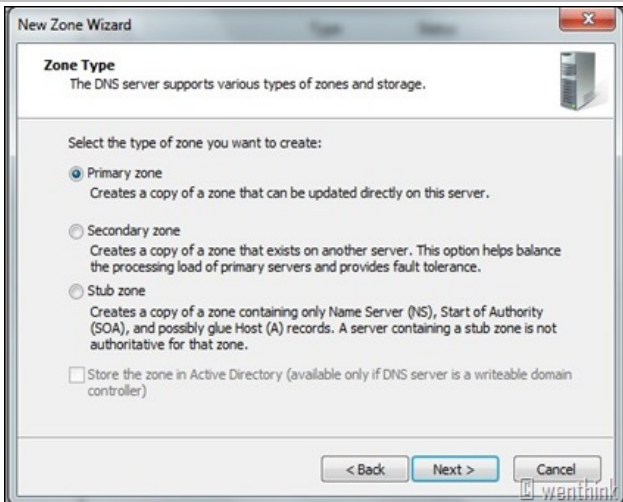 New Zone Wizard
Zone Type
The DNS server supports various types of zones and storage.
Select the type of zone you want to create:
Primary zone
Creates a copy of a zone that can be updated directly on this server.
Secondary zone
Creates a copy of a zone that exists on another server. This option helps balance
the processing load of primary servers and provides fault tolerance.
Stub zone
Creates a copy of a zone containing only Name Server (NS), Start of Authority
(SOA), and possibly glue Host (A) records. A server containing a stub zone is not
authoritative for that zone.
Store the zone in Active Directory (available only if DNS server is a writeable domain
controller)
< Back Next > Cancel
wenthink